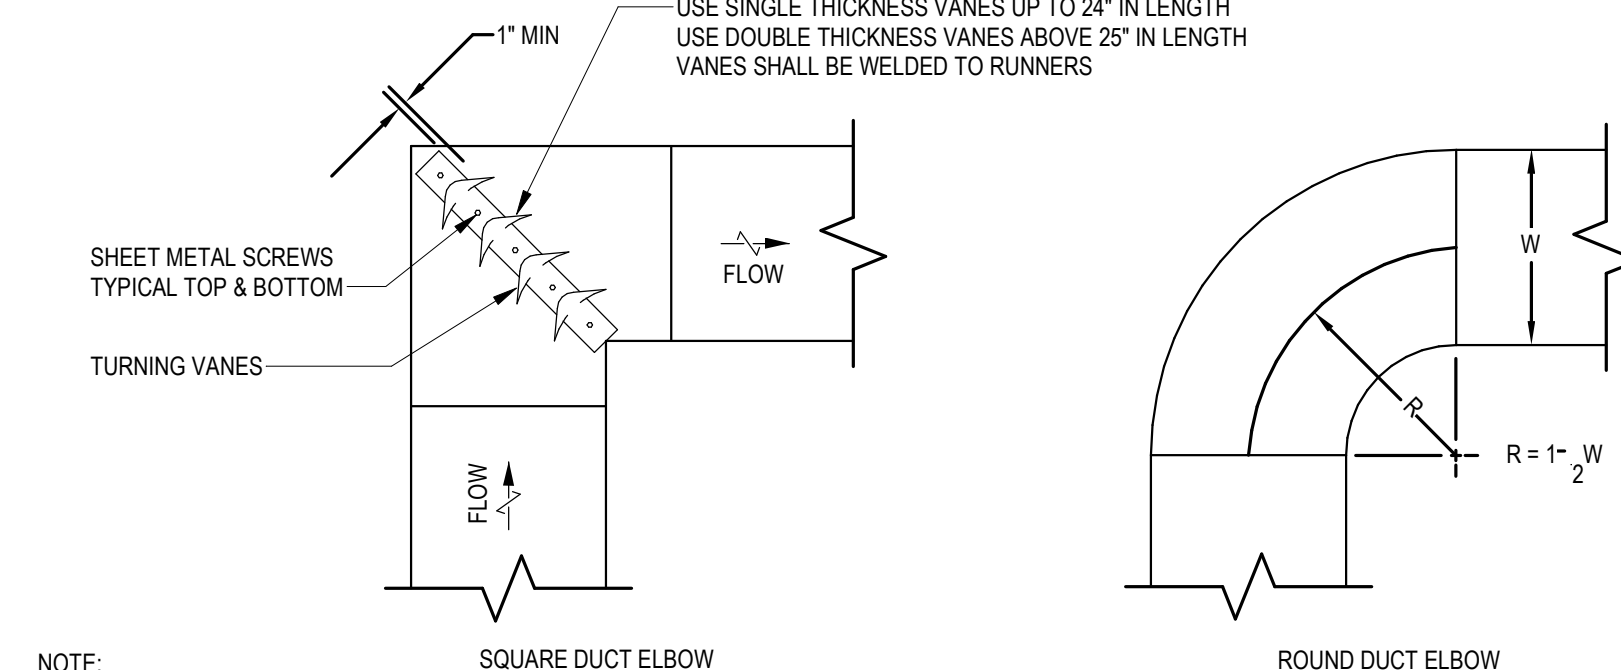 USE SINGLE THICKNESS VANES UP TO 24" IN LENGTH
1" MIN
USE DOUBLE THICKNESS VANES ABOVE 25" IN LENGTH
VANES SHALL BE WELDED TO RUNNERS
SHEET METAL SCREWS
TYPICAL TOP & BOTTOM
TURNING VANES
FLOW
FLOW
W
R
R = 1- 2 W
NOTE:
SQUARE DUCT ELBOW
ROUND DUCT ELBOW